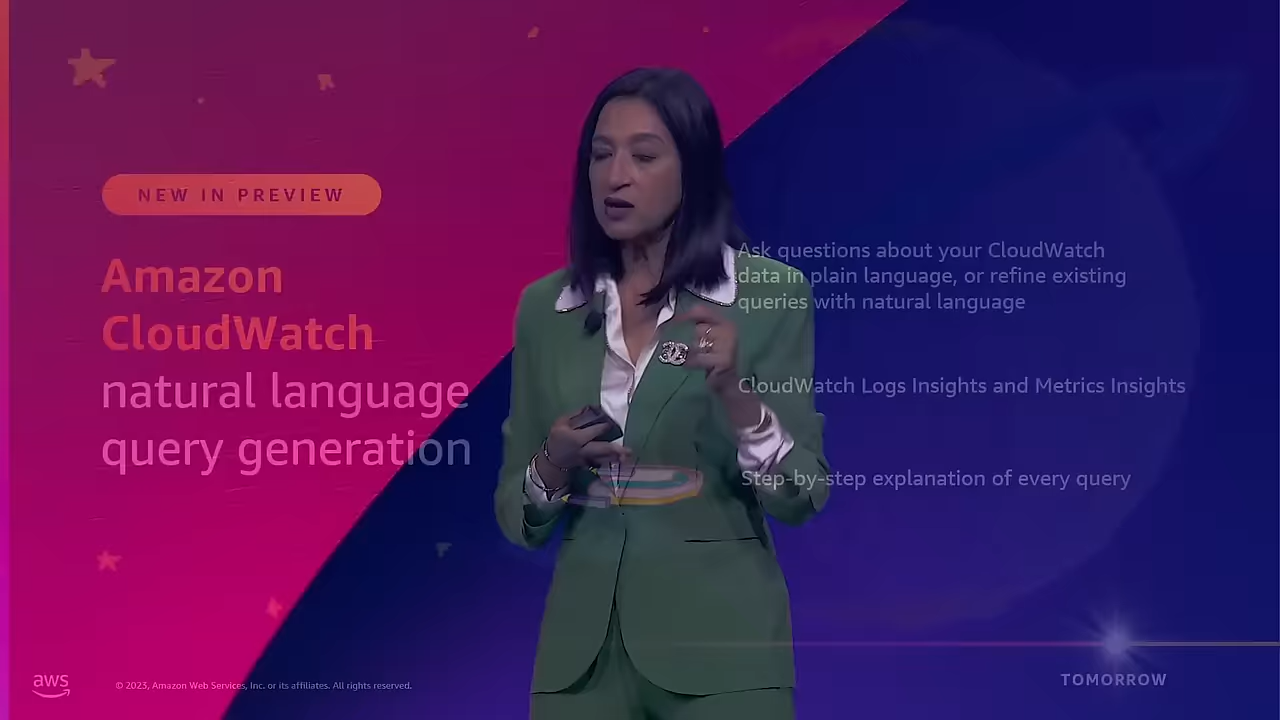 NEW IN PREVIEW
Amazon
CloudWatch
natural language
query generation
Ask questions about your CloudWatch
data in plain language, or refine existing
queries with natural language
CloudWatch Logs Insights and Metrics Insights
Step-by-step explanation of every query
aws
© 2023, Amazon Web Services, Inc. or its affiliates. All rights reserved.
TOMORROW